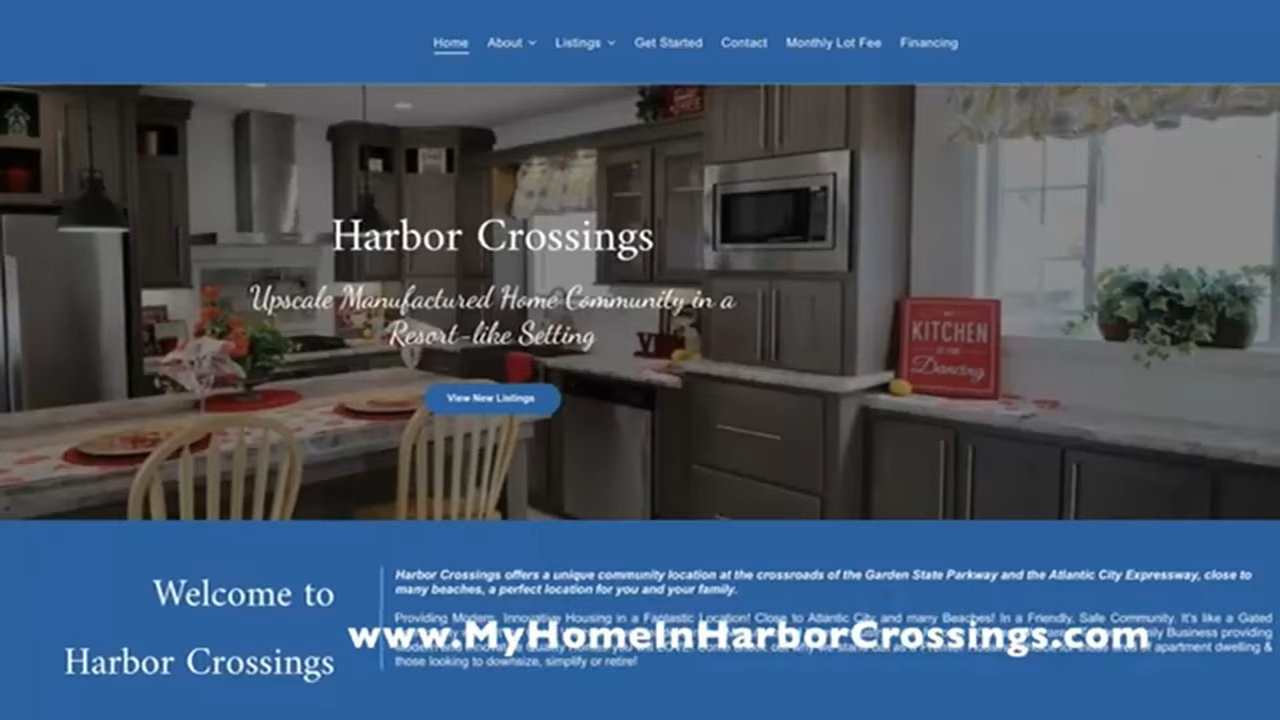 Home About Listings Get Started Contact Monthly Lot Fee Financing
Harbor Crossings
Upscale Manufactured Home Community in a
Resort-like Setting
KITCHEN
Dancing
View New Listings
Welcome to
Harbor Crossings
Harbor Crossings offers a unique community location at the crossroads of the Garden State Parkway and the Atlantic City Expressway, close to
many beaches, a perfect location for you and your family.
Providing Modern, Innovative Housing in a Fantastic Location! Close to Atlantic City and many Beaches! In a Friendly, Safe Community. It's like a Gated
Business providing
www.MyHomeInHarborCrossings.com
apartment dwelling &
those looking to downsize, simplify or retire!